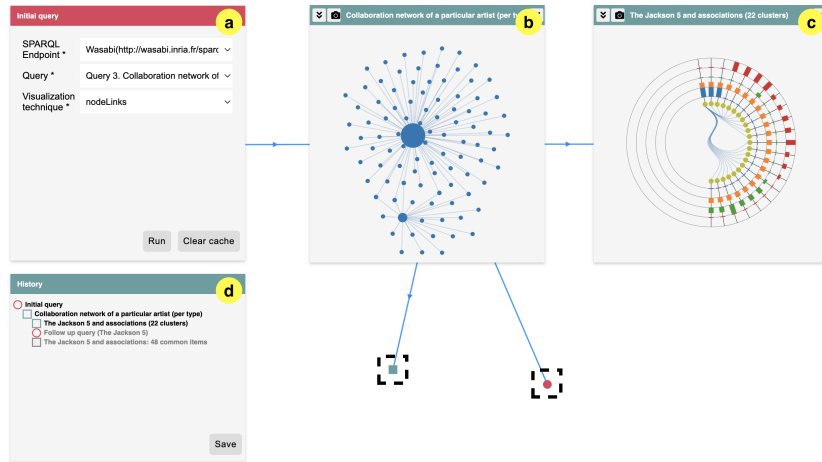 Initial query
a
SPARQL
Endpoint *
Wasabi(http://wasabi.inria.fr/sparc
Query *
Query 3. Collaboration network of
Visualization
technique *
nodeLinks
Run
Clear cache
Collaboration network of a particular artist (per typ
b
The Jackson 5 and associations (22 clusters)
c
History
d
Initial query
Collaboration network of a particular artist (per type)
The Jackson 5 and associations (22 clusters)
Follow up query (The Jackson 5)
The Jackson 5 and associations: 48 common items
Save